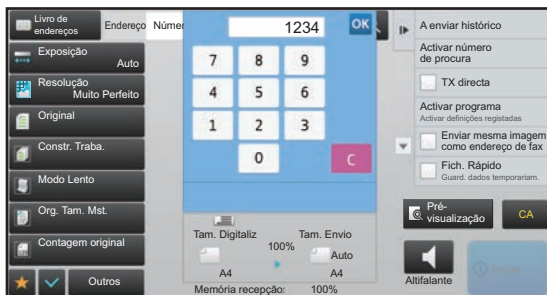 Livro de
endereços
Endereço
Númer
1234
OK
A enviar histórico
Exposição
Auto
Activar número
de procura
Resolução
Muito Perfeito
7 8 9
TX directa
4 5 6
Original
Activar programa
Activar definições registadas
1 2 3
Constr. Traba.
Enviar mesma imagem
como endereço de fax
0 C
Modo Lento
Fich. Rápido
Guard. dados temporariam.
Org. Tam. Mst.
Pré-
visualização
CA
Tam. Digitaliz
Tam. Envio
100%
Auto
Contagem original
A4
A4
Outros
Memória recepção: 100%
Altifalante